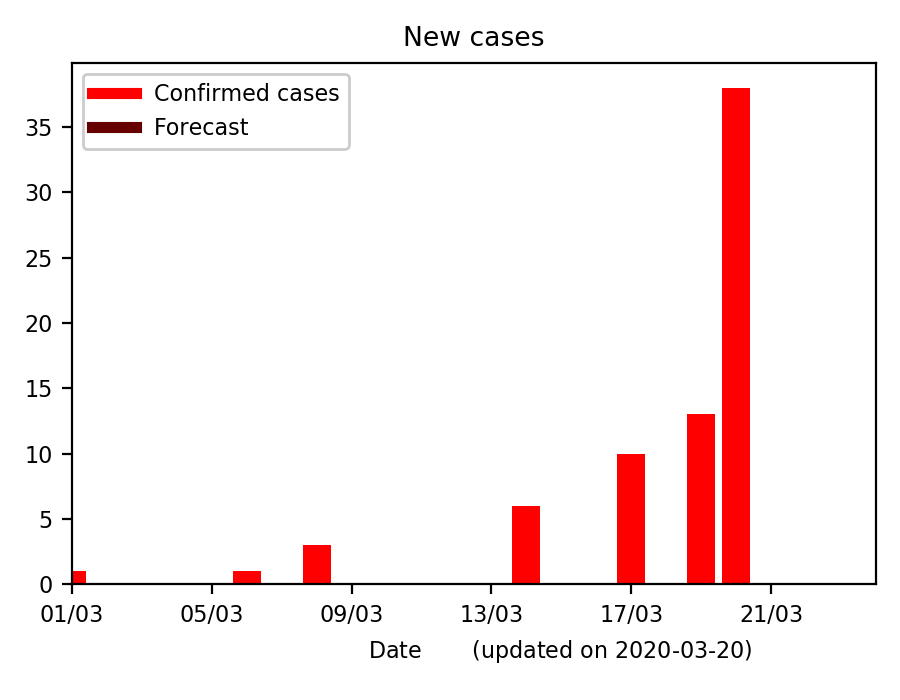 New cases
Confirmed cases
Forecast
35
30
25
20
15
10
5
0
01/03 05/03 09/03 13/03 17/03 21/03
Date (updated on 2020-03-20)